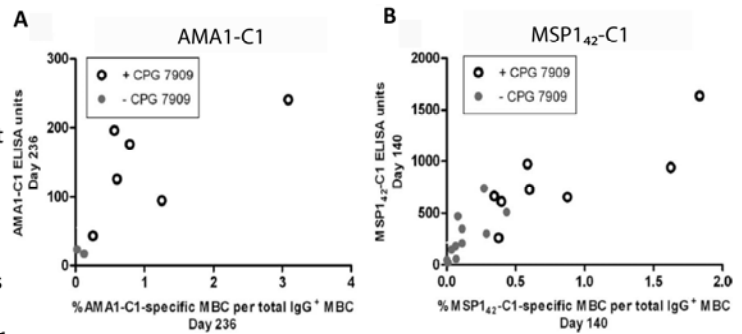 A
AMA1-C1
300
200
100
0
+ CPG 7909
- CPG 7909
AMA1-C1 ELISA units
Day 236
0 1 2 3 4
%AMA1-C1-specific MBC per total IgG+ MBC
Day 236
B
MSP1₄₂-C1
2000
1500
1000
500
0
+ CPG 7909
- CPG 7909
MSP1₄₂-C1 ELISA units
Day 140
0.0 0.5 1.0 1.5 2.0
%MSP1₄₂-C1-specific MBC per total IgG+ MBC
Day 140